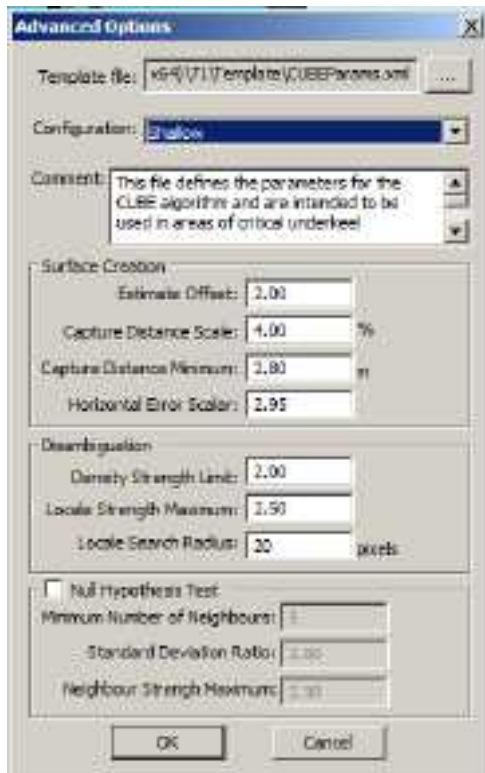 Advanced Options
Template file: x64\71\Template\CUBEParams.xml ...
Configuration: Shallow
Comment: This file defines the parameters for the
CUBE algorithm and are intended to be
used in areas of critical underkeel
Surface Creation
Estimate Offset: 2.00
Capture Distance Scale: 4.00 %
Capture Distance Minimum: 2.80 m
Horizontal Error Scaler: 2.95
Disambiguation
Density Strength Limit: 2.00
Locale Strength Maximum: 2.50
Locale Search Radius: 20 pixels
Null Hypothesis Test
Minimum Number of Neighbours:
Standard Deviation Ratio:
Neighbour Strengh Maximum:
OK Cancel